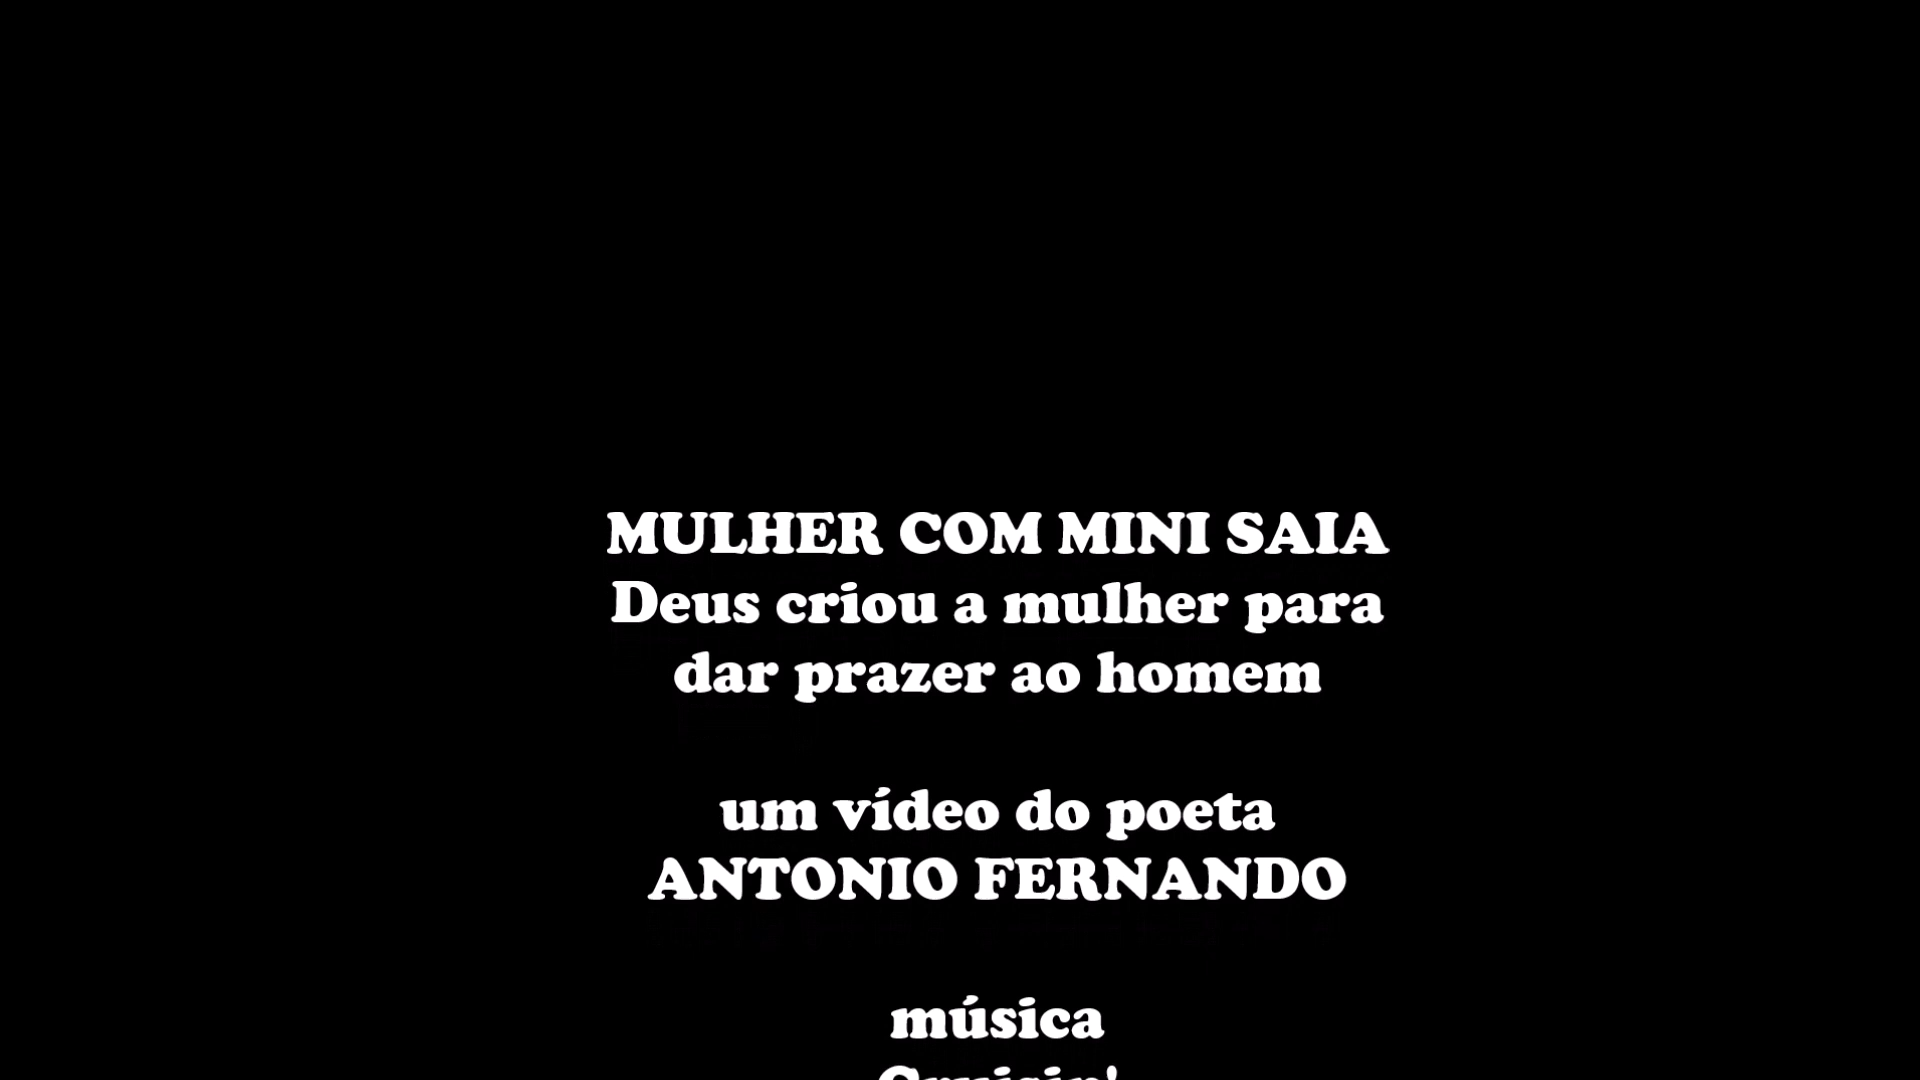 MULHER COM MINI SAIA
Deus criou a mulher para
dar prazer ao homem
um vídeo do poeta
ANTONIO FERNANDO
música
Cruisin'